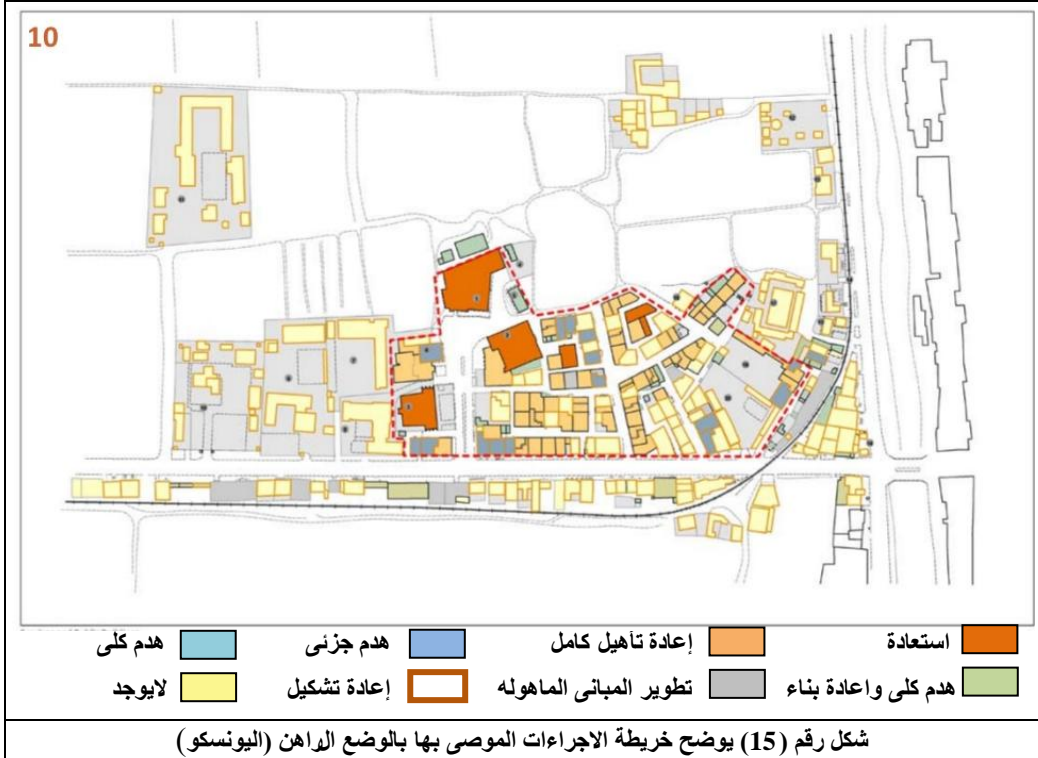 10
استعادة إعادة تأهيل كامل هدم جزئى هدم كلى
هدم كلى واعادة بناء تطوير المبانى الماهوله إعادة تشكيل لايوجد
شكل رقم (15) يوضح خريطة الاجراءات الموصى بها بالوضع الراهن (اليونسكو)